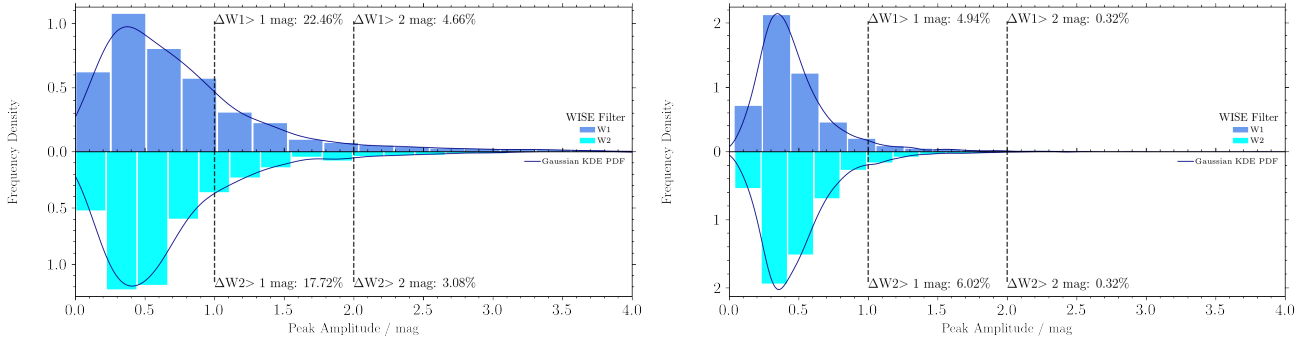 ΔW1> 1 mag: 22.46%
ΔW1> 2 mag: 4.66%
1.0
0.5
0.0
0.5
1.0
Frequency Density
Frequency Density
WISE Filter
W1
W2
Gaussian KDE PDF
ΔW2> 1 mag: 17.72%
ΔW2> 2 mag: 3.08%
0.0 0.5 1.0 1.5 2.0 2.5 3.0 3.5 4.0
Peak Amplitude / mag
ΔW1> 1 mag: 4.94%
ΔW1> 2 mag: 0.32%
2
1
0
1
2
Frequency Density
Frequency Density
WISE Filter
W1
W2
Gaussian KDE PDF
ΔW2> 1 mag: 6.02%
ΔW2> 2 mag: 0.32%
0.0 0.5 1.0 1.5 2.0 2.5 3.0 3.5 4.0
Peak Amplitude / mag